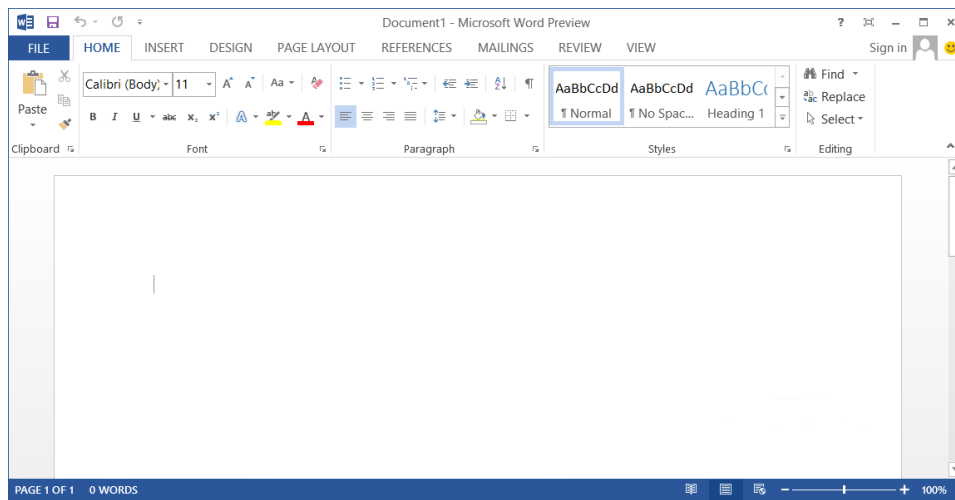 Document1 - Microsoft Word Preview
FILE HOME INSERT DESIGN PAGE LAYOUT REFERENCES MAILINGS REVIEW VIEW Sign in
Calibri (Body) 11 Aa AaBbCcDd AaBbCcDd AaBbC Find
Paste B I U abc x₂ x² A ab A ¶ Normal ¶ No Spac... Heading 1 Replace
Select
Clipboard Font Paragraph Styles Editing
PAGE 1 OF 1 0 WORDS 100%